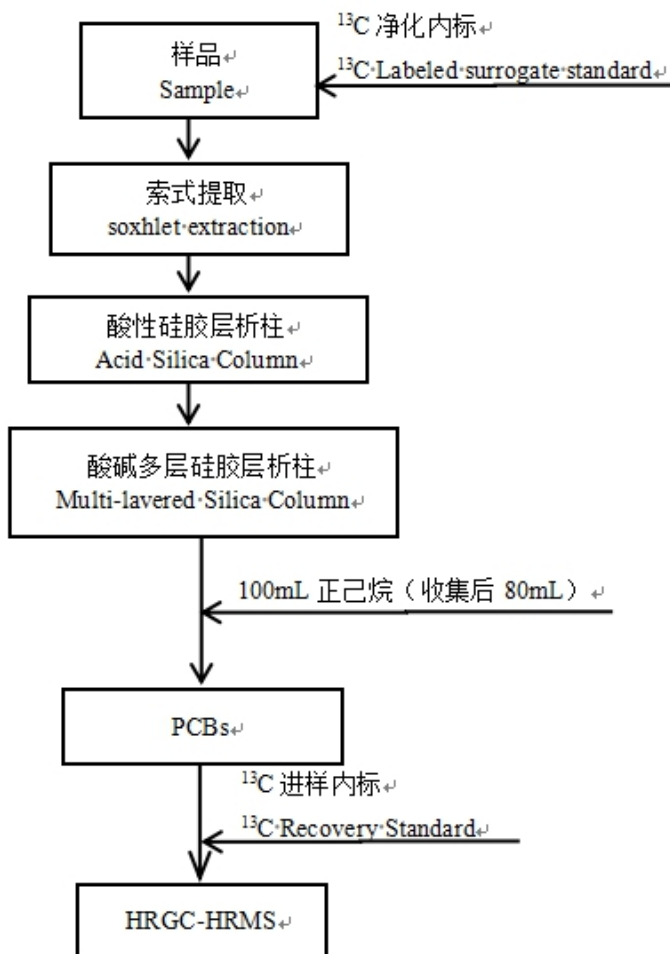 ¹³C 净化内标↵
样品↵
¹³C·Labeled·surrogate·standard↵
Sample↵
索式提取↵
soxhlet·extraction↵
酸性硅胶层析柱↵
Acid·Silica·Column↵
酸碱多层硅胶层析柱↵
Multi-lavered·Silica·Column↵
100mL 正己烷（收集后 80mL）↵
PCBs↵
¹³C 进样内标↵
¹³C·Recovery·Standard↵
HRGC-HRMS↵